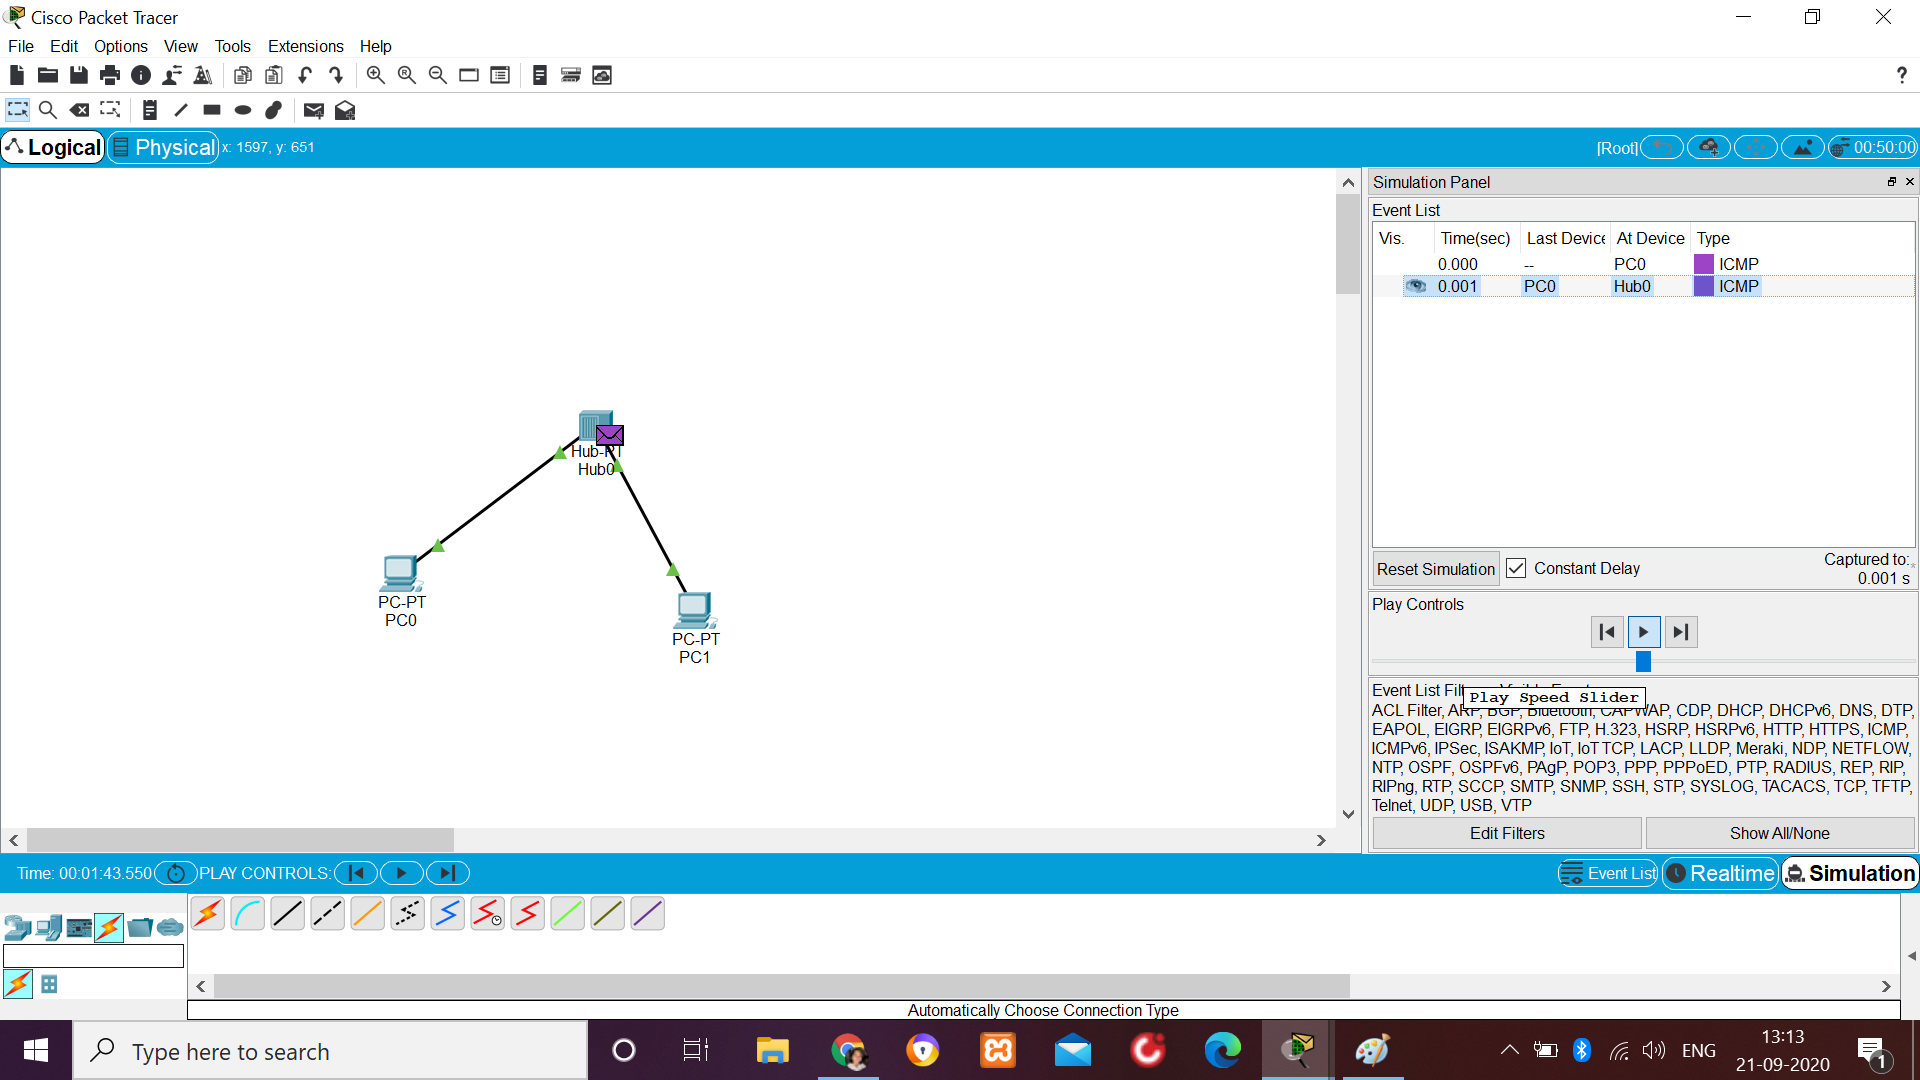 Cisco Packet Tracer
File Edit Options View Tools Extensions Help
?
Logical Physical x: 1597, y: 651 [Root] 00:50:00
Simulation Panel
Event List
Vis. Time(sec) Last Device At Device Type
0.000 -- PC0 ICMP
0.001 PC0 Hub0 ICMP
Hub-PT
Hub0
PC-PT
PC0
PC-PT
PC1
Reset Simulation Constant Delay Captured to:
0.001 s
Play Controls
Event List Filt
Play Speed Slider
ACL Filter, ARP, BGP, Bluetooth, CAPWAP, CDP, DHCP, DHCPv6, DNS, DTP,
EAPOL, EIGRP, EIGRPv6, FTP, H.323, HSRP, HSRPv6, HTTP, HTTPS, ICMP,
ICMPv6, IPSec, ISAKMP, IoT, IoT TCP, LACP, LLDP, Meraki, NDP, NETFLOW,
NTP, OSPF, OSPFv6, PAgP, POP3, PPP, PPPoED, PTP, RADIUS, REP, RIP,
RIPng, RTP, SCCP, SMTP, SNMP, SSH, STP, SYSLOG, TACACS, TCP, TFTP,
Telnet, UDP, USB, VTP
Edit Filters Show All/None
Time: 00:01:43.550 PLAY CONTROLS: Event List Realtime Simulation
Automatically Choose Connection Type
Type here to search
ENG
13:13
21-09-2020
1